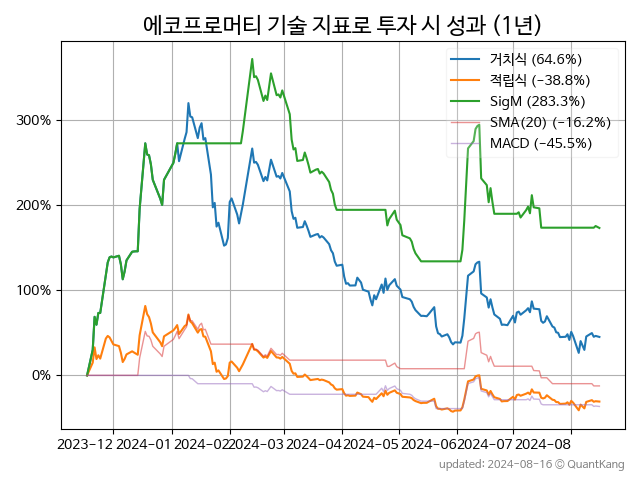 에코프로머티 기술 지표로 투자 시 성과 (1년)
거치식 (64.6%)
적립식 (−38.8%)
SigM (283.3%)
SMA(20) (−16.2%)
MACD (−45.5%)
300%
200%
100%
0%
2023-12 2024-01 2024-02 2024-03 2024-04 2024-05 2024-06 2024-07 2024-08
updated: 2024-08-16 © QuantKang